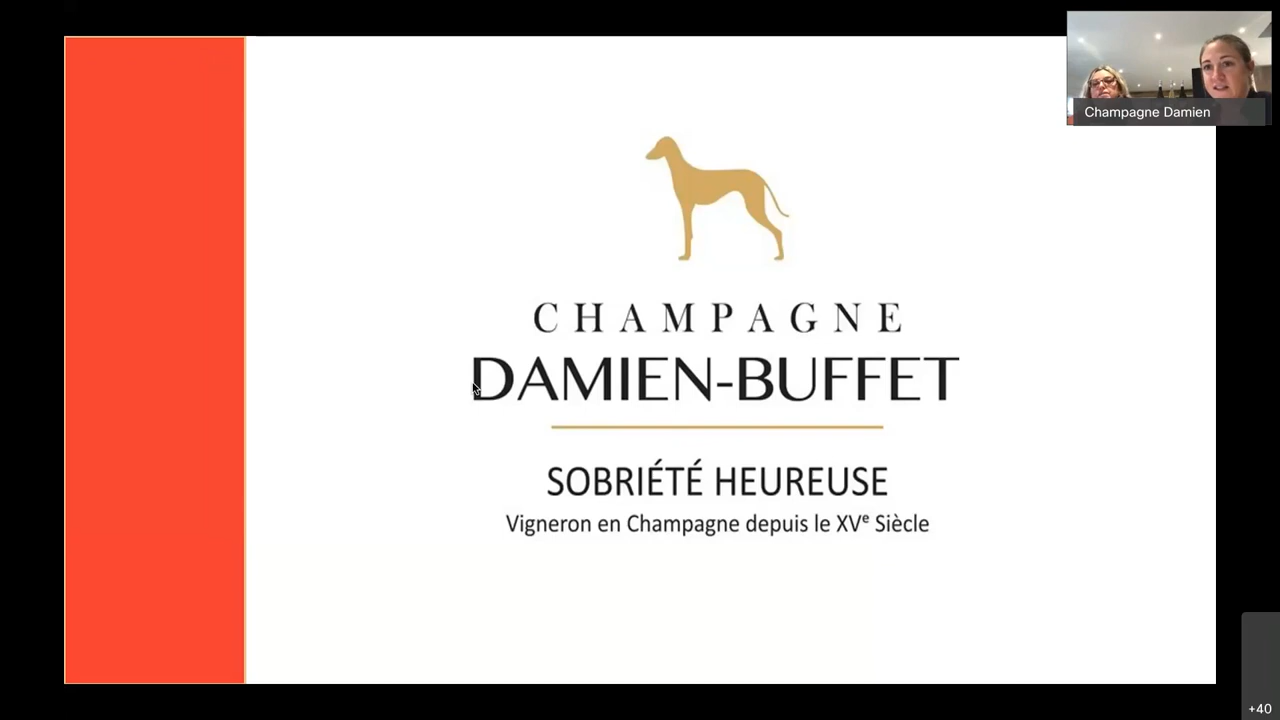 Champagne Damien
CHAMPAGNE
DAMIEN-BUFFET
SOBRIÉTÉ HEUREUSE
Vigneron en Champagne depuis le XVᵉ Siècle
+40